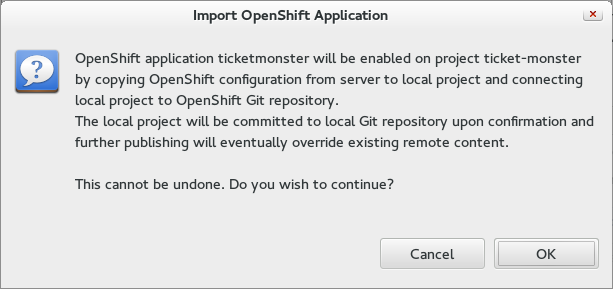 Import OpenShift Application
OpenShift application ticketmonster will be enabled on project ticket-monster
by copying OpenShift configuration from server to local project and connecting
local project to OpenShift Git repository.
The local project will be committed to local Git repository upon confirmation and
further publishing will eventually override existing remote content.
This cannot be undone. Do you wish to continue?
Cancel
OK